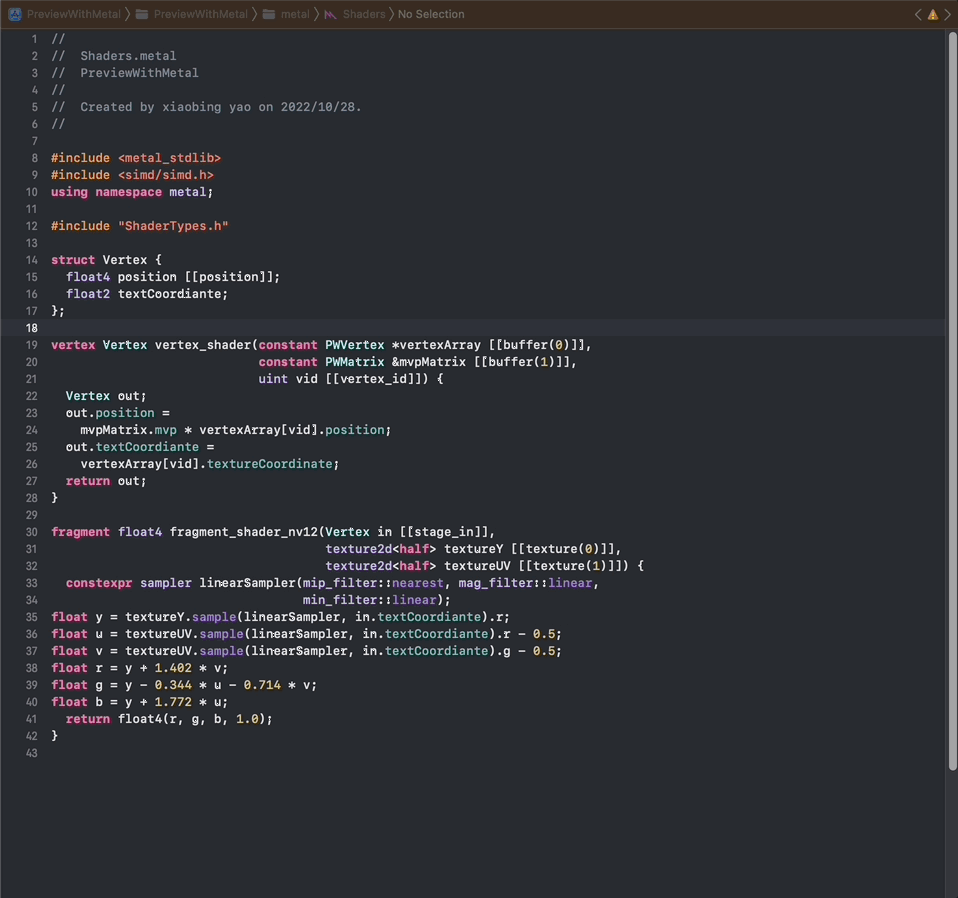 PreviewWithMetal 〉 PreviewWithMetal 〉 metal 〉 Shaders 〉 No Selection
1 //
2 //  Shaders.metal
3 //  PreviewWithMetal
4 //
5 //  Created by xiaobing yao on 2022/10/28.
6 //
7
8 #include <metal_stdlib>
9 #include <simd/simd.h>
10 using namespace metal;
11
12 #include "ShaderTypes.h"
13
14 struct Vertex {
15   float4 position [[position]];
16   float2 textCoordiante;
17 };
18
19 vertex Vertex vertex_shader(constant PWVertex *vertexArray [[buffer(0)]],
20                             constant PWMatrix &mvpMatrix [[buffer(1)]],
21                             uint vid [[vertex_id]]) {
22   Vertex out;
23   out.position =
24     mvpMatrix.mvp * vertexArray[vid].position;
25   out.textCoordiante =
26     vertexArray[vid].textureCoordinate;
27   return out;
28 }
29
30 fragment float4 fragment_shader_nv12(Vertex in [[stage_in]],
31                                      texture2d<half> textureY [[texture(0)]],
32                                      texture2d<half> textureUV [[texture(1)]]) {
33   constexpr sampler linearSampler(mip_filter::nearest, mag_filter::linear,
34                                   min_filter::linear);
35 float y = textureY.sample(linearSampler, in.textCoordiante).r;
36 float u = textureUV.sample(linearSampler, in.textCoordiante).r - 0.5;
37 float v = textureUV.sample(linearSampler, in.textCoordiante).g - 0.5;
38 float r = y + 1.402 * v;
39 float g = y - 0.344 * u - 0.714 * v;
40 float b = y + 1.772 * u;
41   return float4(r, g, b, 1.0);
42 }
43